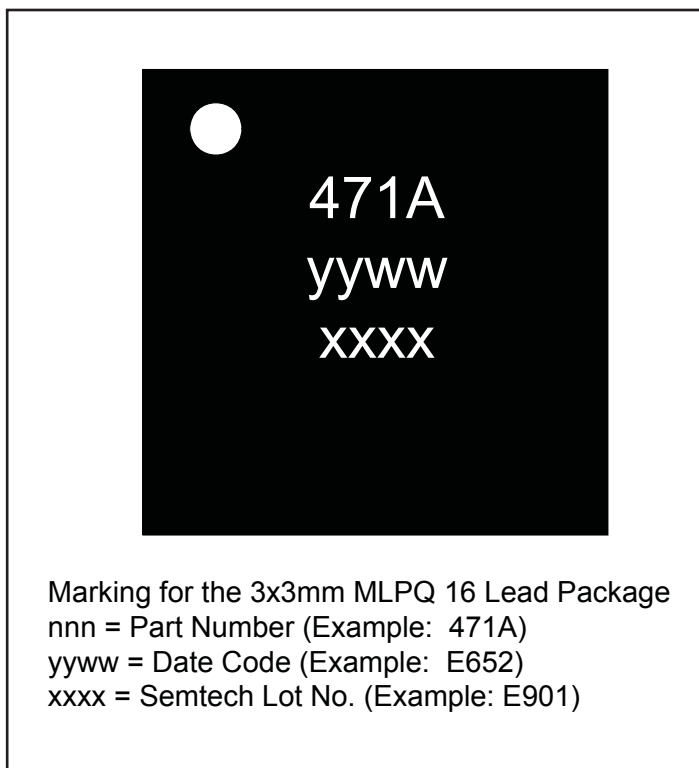 471A
yyww
xxxx
Marking for the 3x3mm MLPQ 16 Lead Package
nnn = Part Number (Example:  471A)
yyww = Date Code (Example:  E652)
xxxx = Semtech Lot No. (Example: E901)